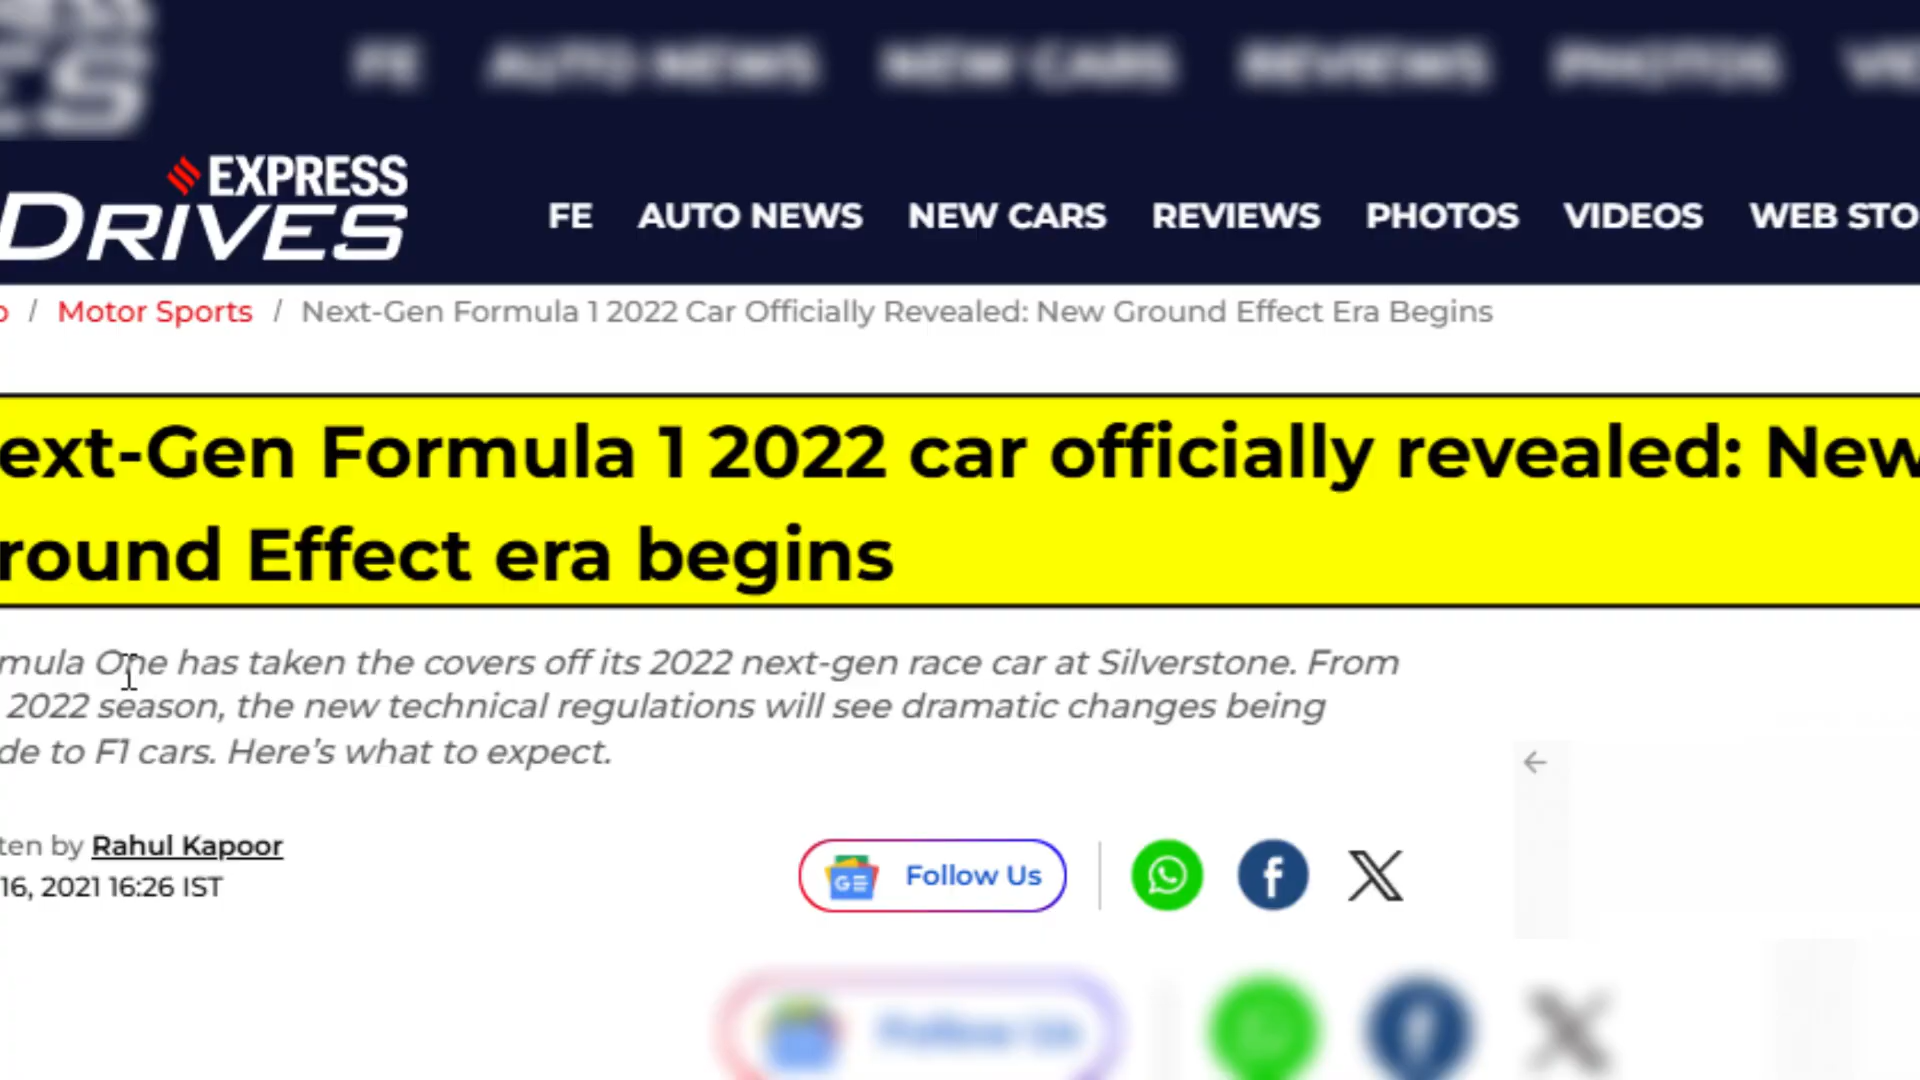 FE AUTO NEWS NEW CARS REVIEWS PHOTOS
EXPRESS
DRIVES
FE AUTO NEWS NEW CARS REVIEWS PHOTOS VIDEOS WEB STO
o / Motor Sports / Next-Gen Formula 1 2022 Car Officially Revealed: New Ground Effect Era Begins
ext-Gen Formula 1 2022 car officially revealed: New
round Effect era begins
mula One has taken the covers off its 2022 next-gen race car at Silverstone. From
2022 season, the new technical regulations will see dramatic changes being
de to F1 cars. Here's what to expect.
ten by Rahul Kapoor
16, 2021 16:26 IST
GE Follow Us
Follow Us